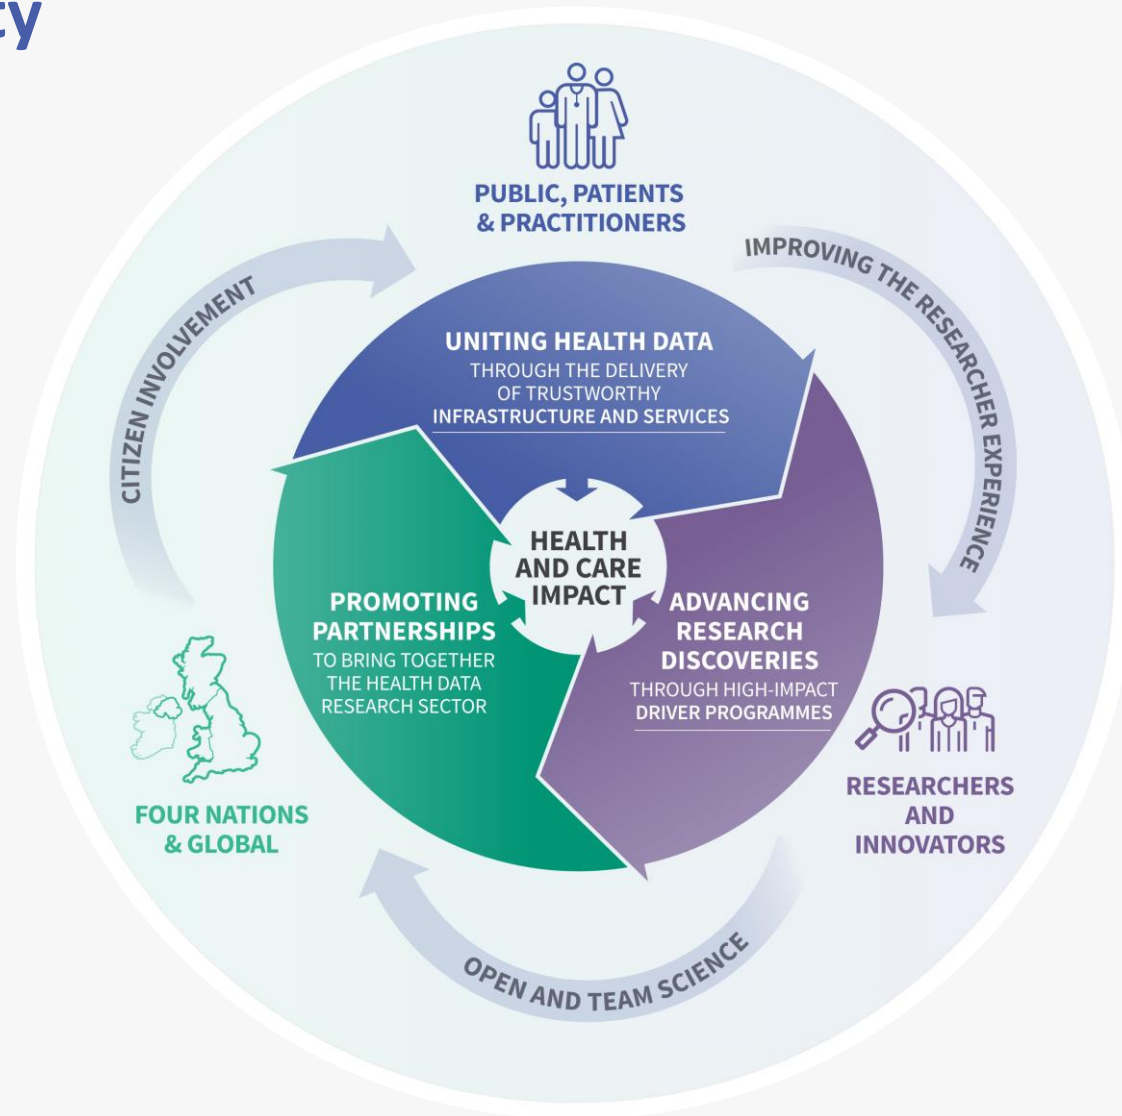 PUBLIC, PATIENTS
& PRACTITIONERS
CITIZEN INVOLVEMENT
IMPROVING THE RESEARCHER EXPERIENCE
UNITING HEALTH DATA
THROUGH THE DELIVERY
OF TRUSTWORTHY
INFRASTRUCTURE AND SERVICES
HEALTH
AND CARE
IMPACT
PROMOTING
PARTNERSHIPS
TO BRING TOGETHER
THE HEALTH DATA
RESEARCH SECTOR
ADVANCING
RESEARCH
DISCOVERIES
THROUGH HIGH-IMPACT
DRIVER PROGRAMMES
FOUR NATIONS
& GLOBAL
RESEARCHERS
AND
INNOVATORS
OPEN AND TEAM SCIENCE